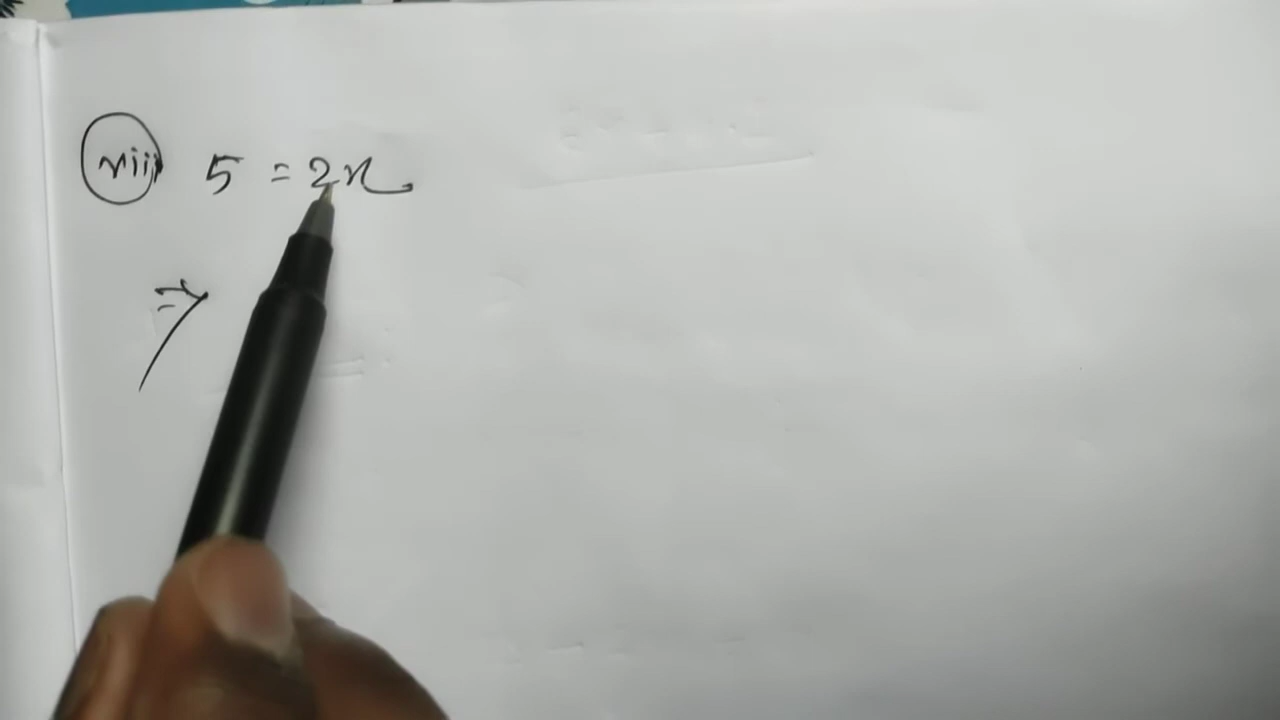 viii 5 = 2x
⇒